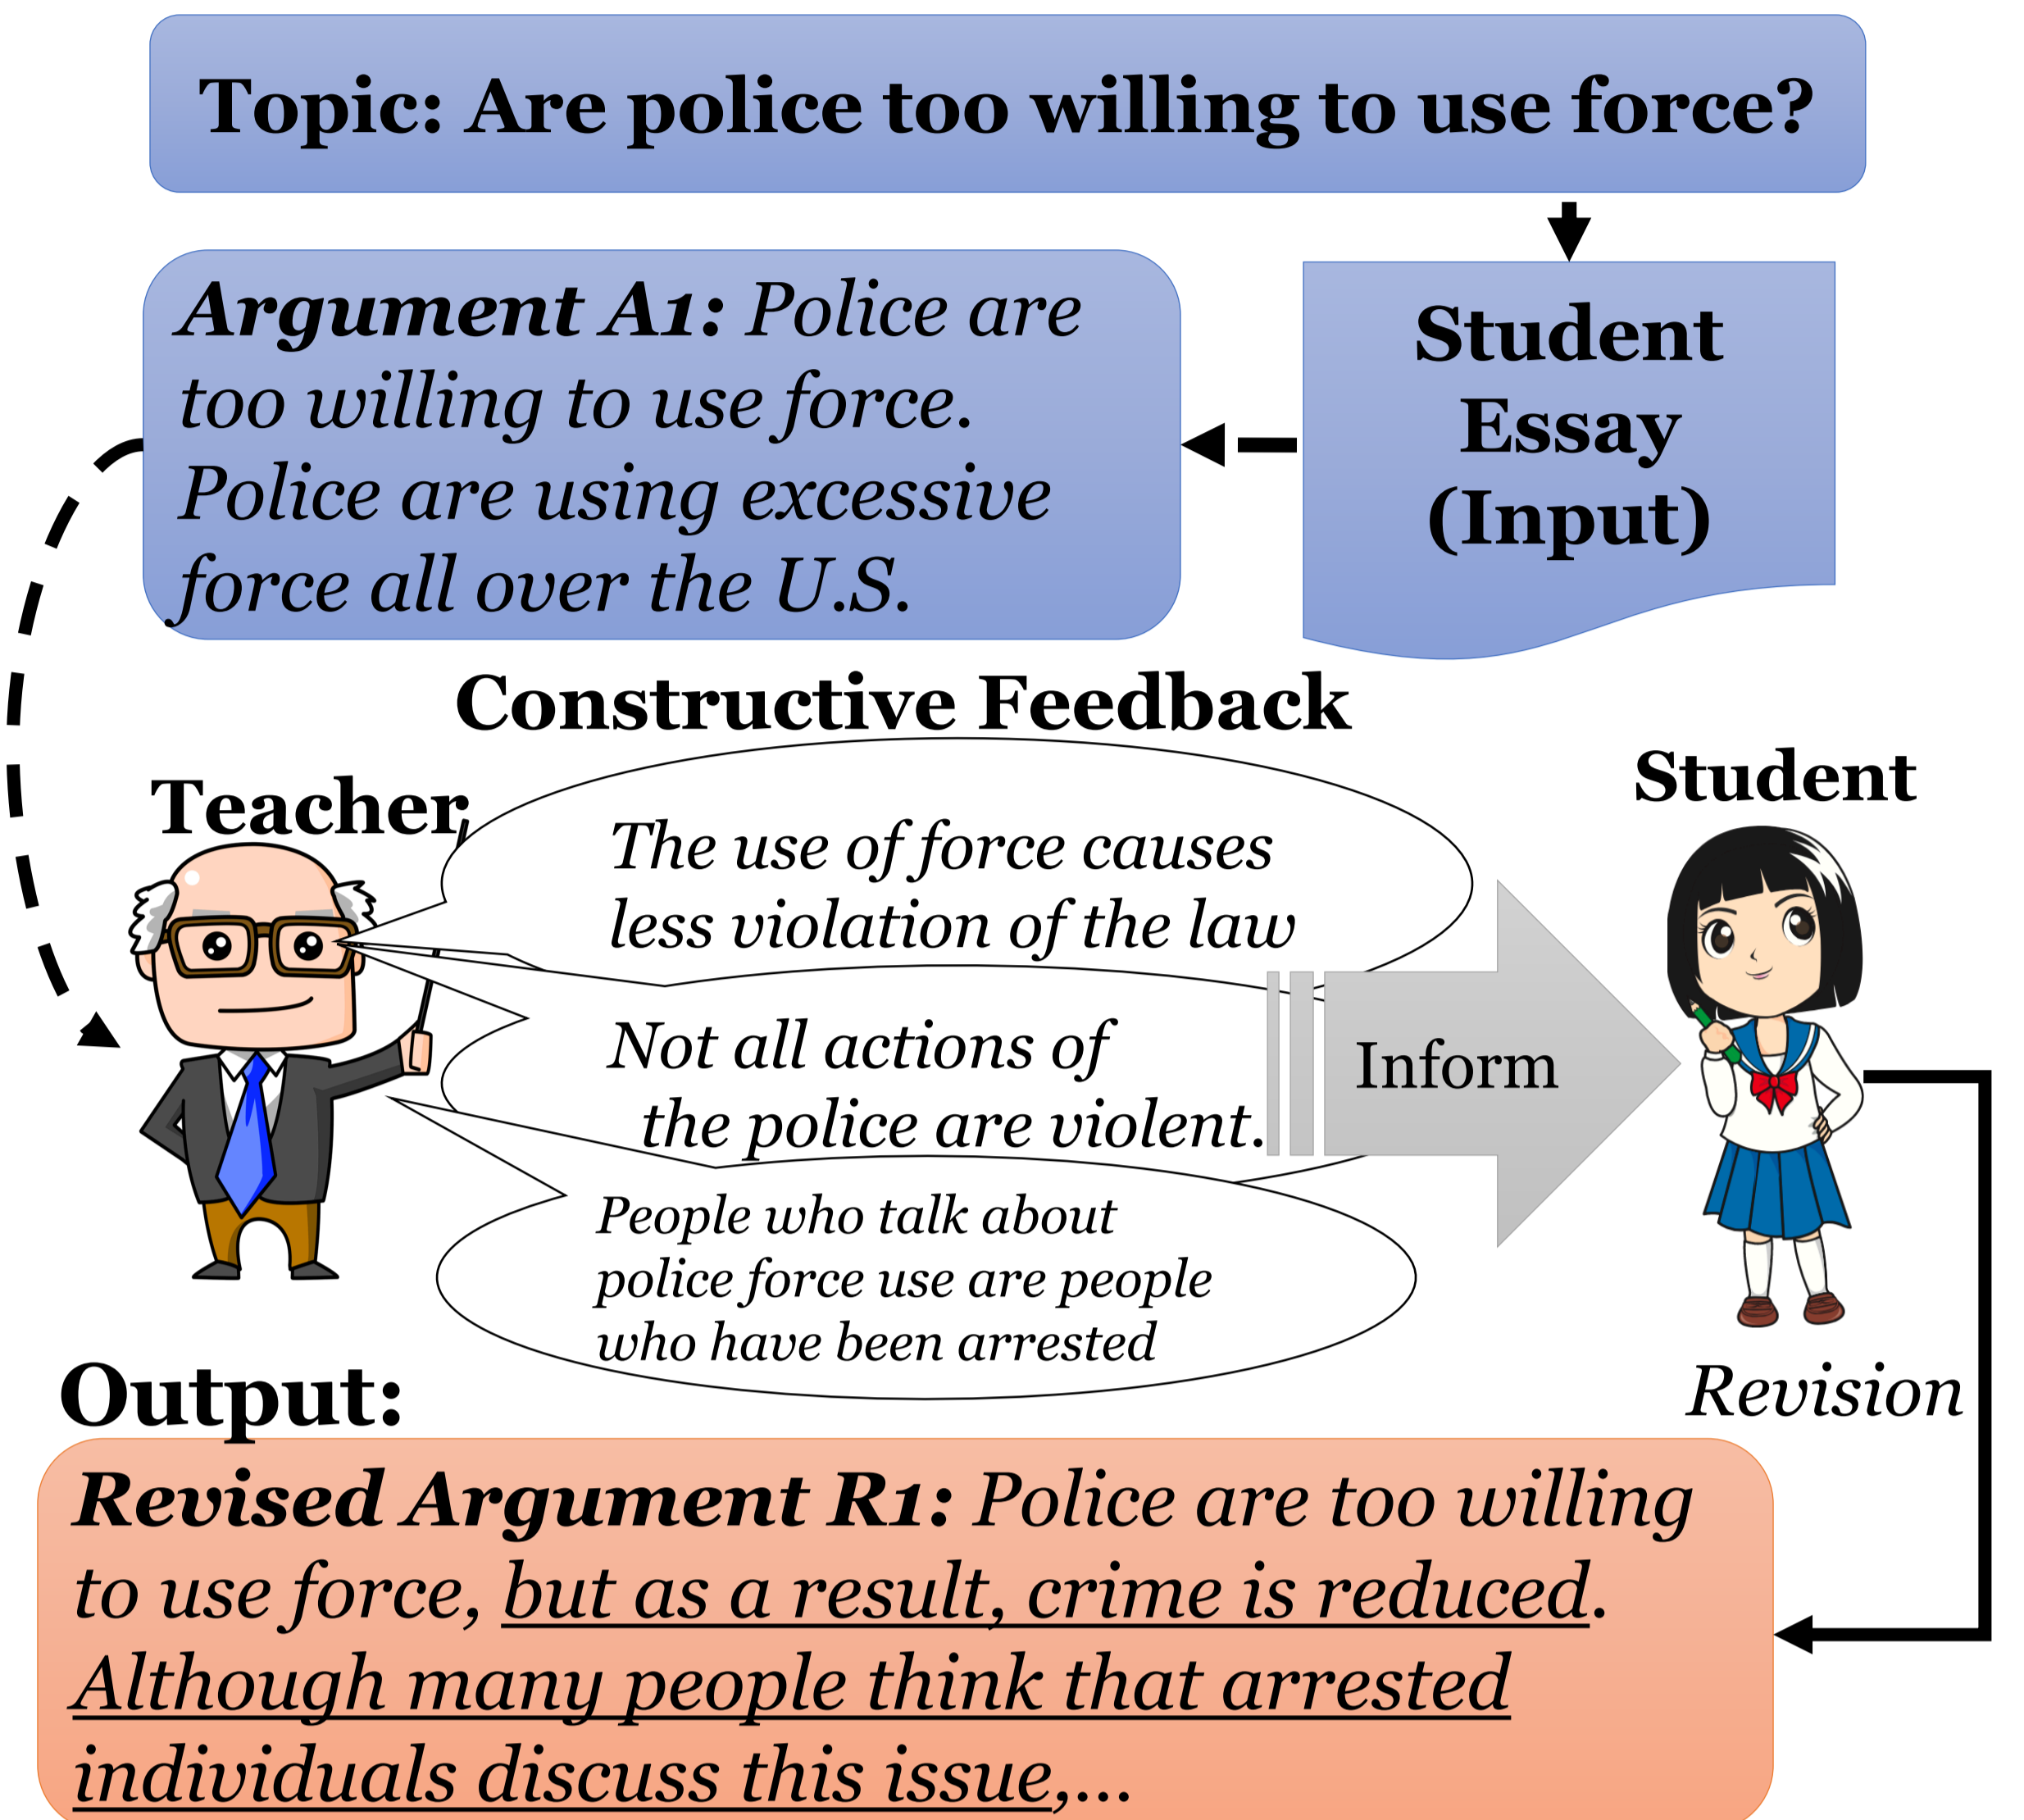 Topic: Are police too willing to use force?
Argument A1: Police are
too willing to use force.
Police are using excessive
force all over the U.S.
Student
Essay
(Input)
Constructive Feedback
Teacher
Student
The use of force causes
less violation of the law
Not all actions of
the police are violent.
Inform
People who talk about
police force use are people
who have been arrested
Revision
Output:
Revised Argument R1: Police are too willing
to use force, but as a result, crime is reduced.
Although many people think that arrested
individuals discuss this issue,...